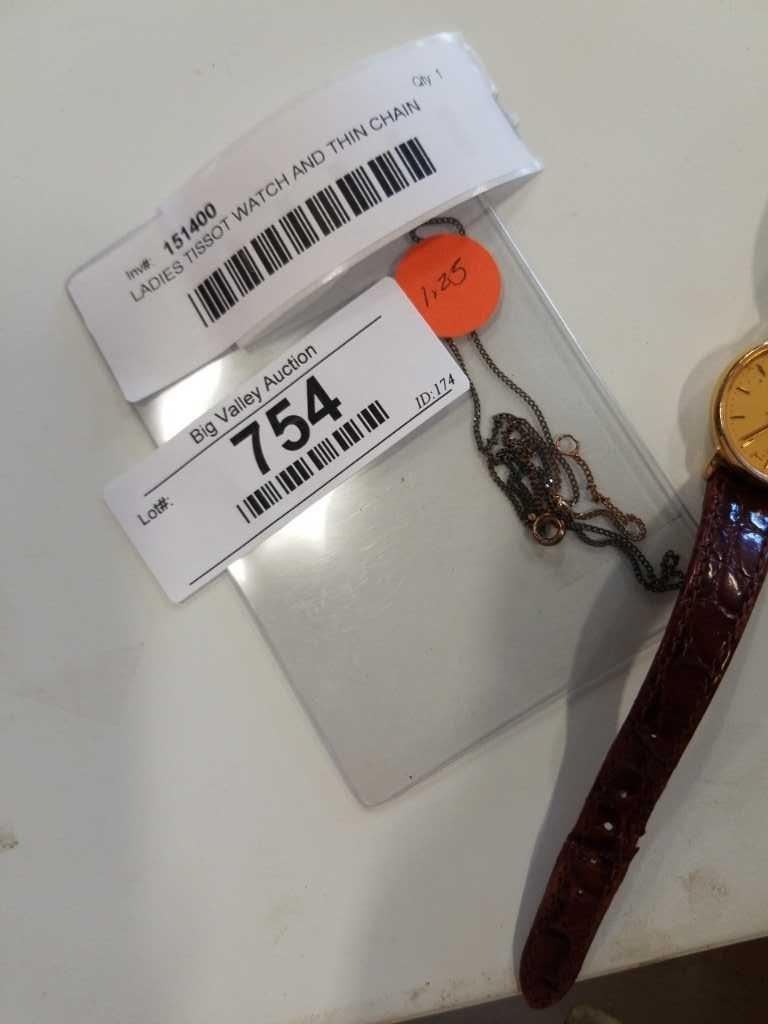 Qty 1
Inv#: 151400
LADIES TISSOT WATCH AND THIN CHAIN
1.25
Big Valley Auction
Lot#: 754
ID:174